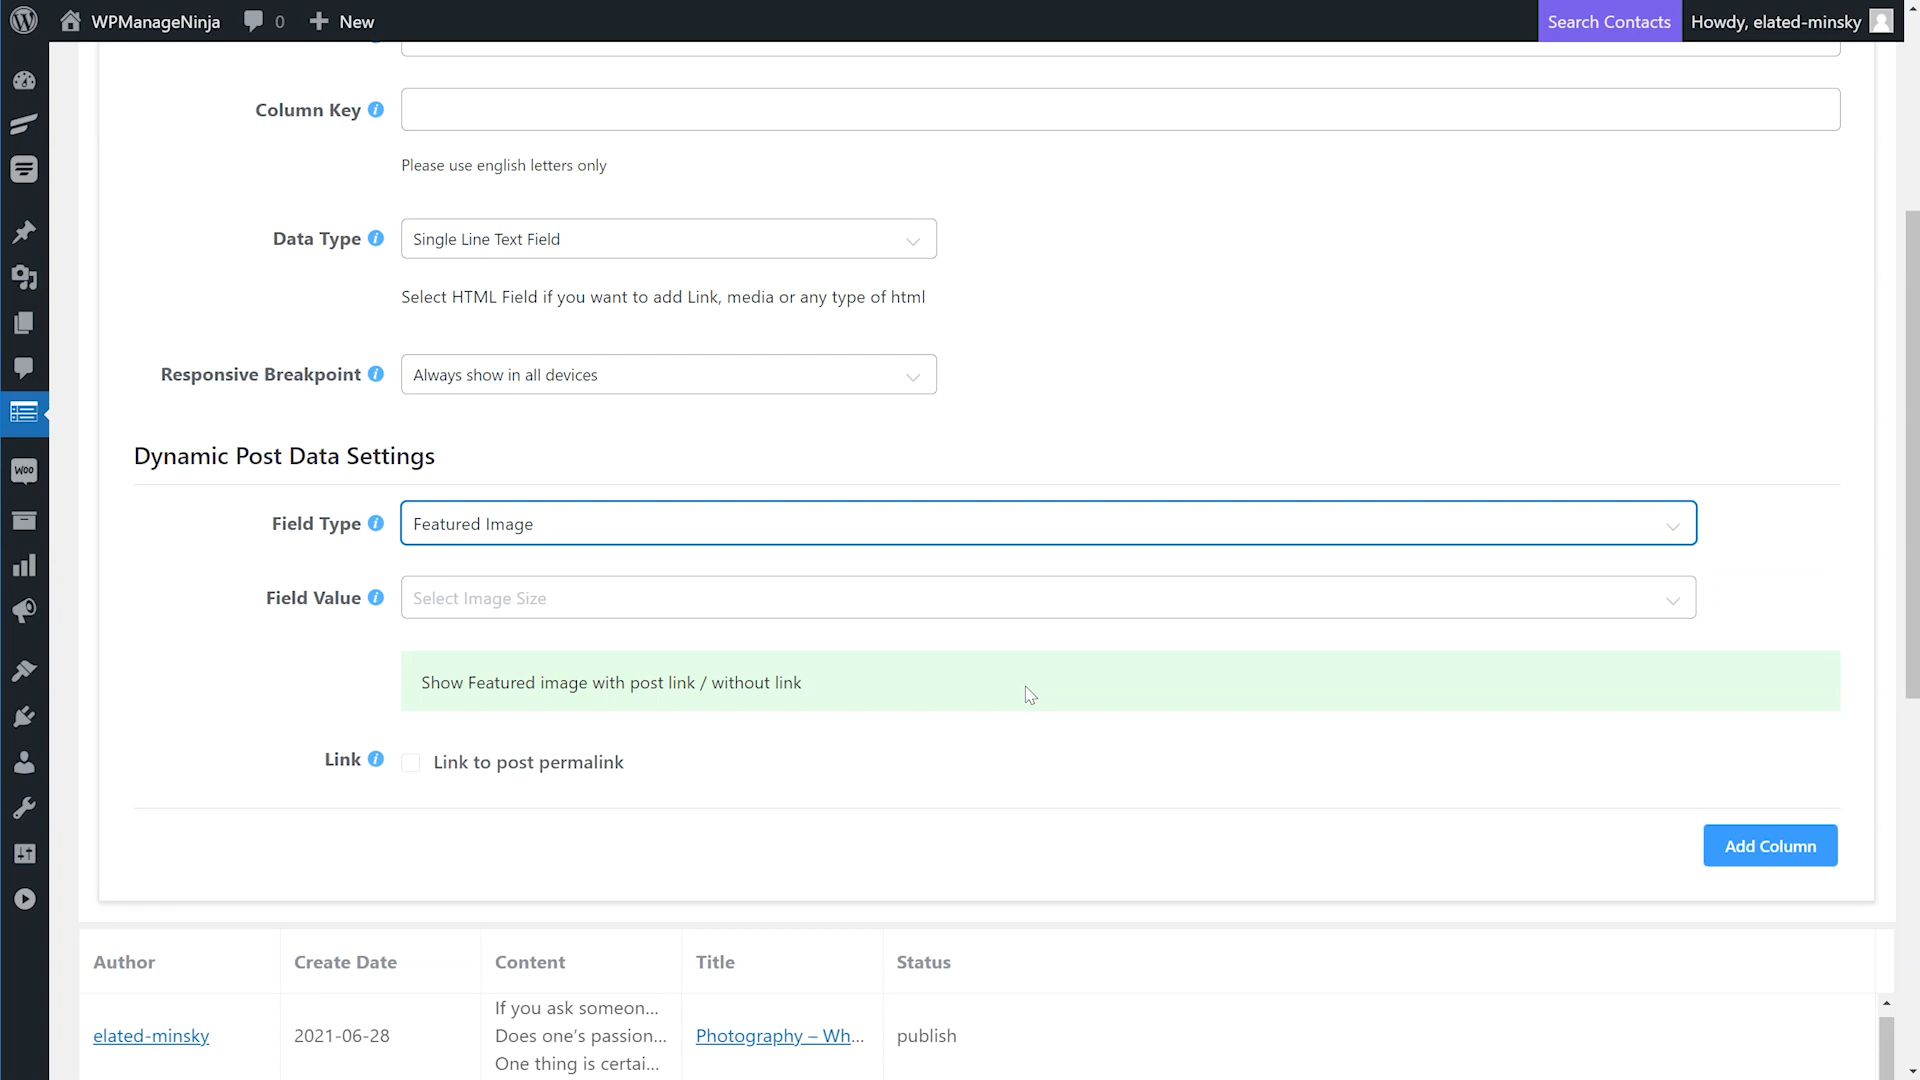 WPManageNinja
0
New
Search Contacts
Howdy, elated-minsky
Column Key
Please use english letters only
Data Type
Single Line Text Field
Select HTML Field if you want to add Link, media or any type of html
Responsive Breakpoint
Always show in all devices
Dynamic Post Data Settings
Field Type
Featured Image
Field Value
Select Image Size
Show Featured image with post link / without link
Link
Link to post permalink
Add Column
Author
Create Date
Content
Title
Status
elated-minsky
2021-06-28
If you ask someon...
Does one's passion...
One thing is certai...
Photography – Wh...
publish